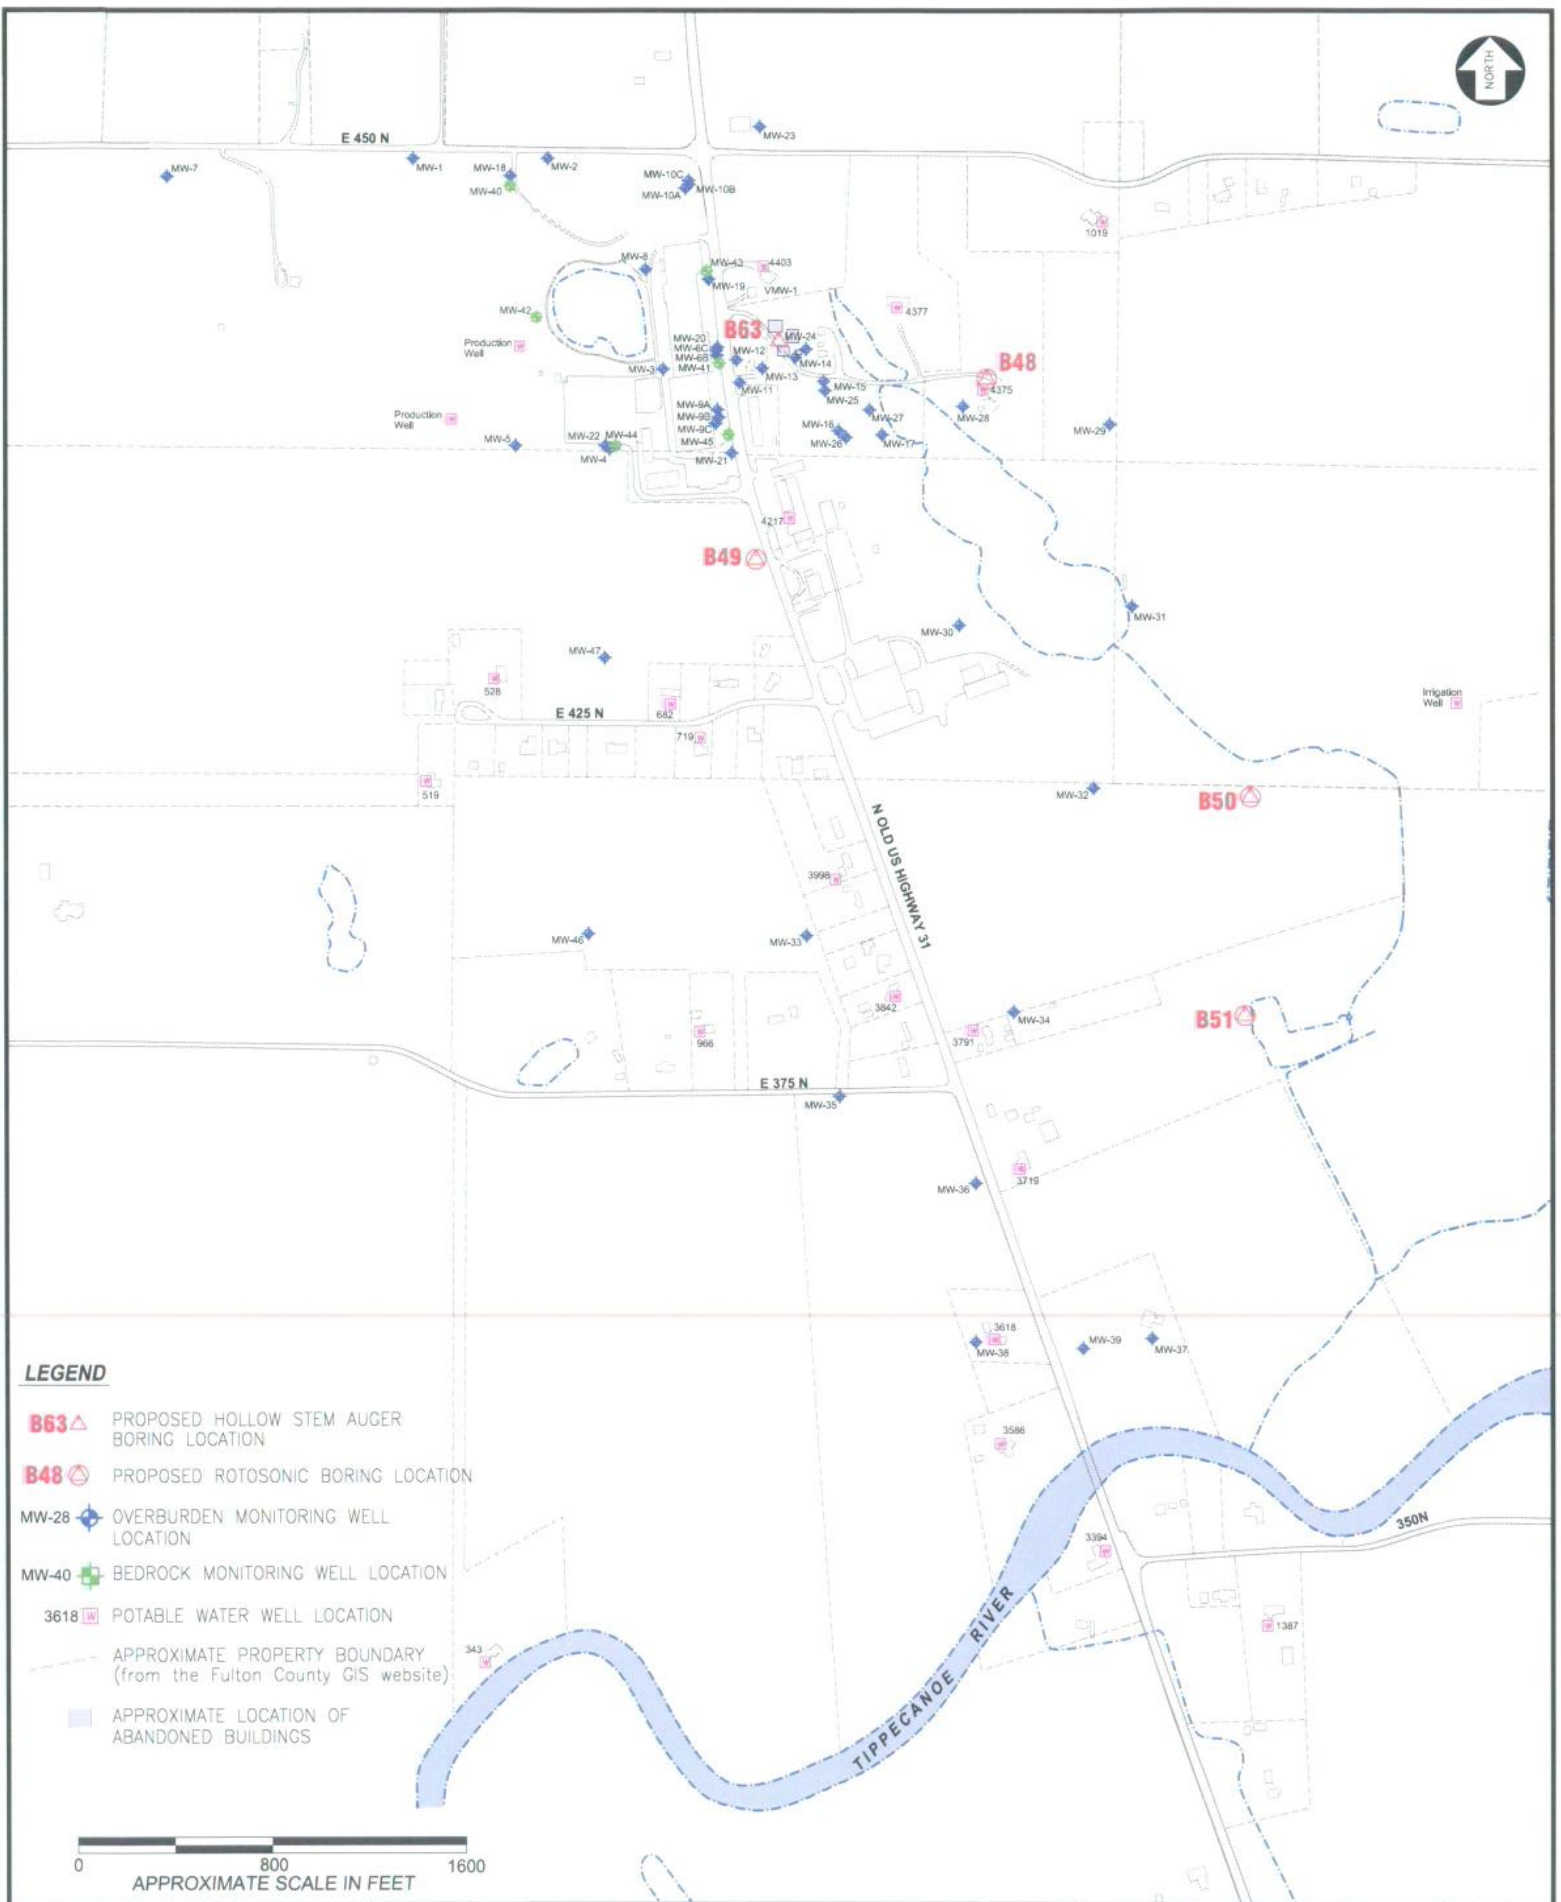 NORTH
E 450 N
MW-23
MW-7
MW-1
MW-18
MW-2
MW-40
MW-10C
MW-10A
MW-10B
1019
MW-8
MW-43
4403
MW-19
VMW-1
MW-42
4377
Production
Well
B63
MW-24
MW-20
MW-6C
MW-6B
MW-41
MW-12
MW-14
MW-3
MW-13
MW-11
B48
4375
MW-15
MW-25
MW-28
MW-27
MW-29
Production
Well
MW-9A
MW-9B
MW-9C
MW-45
MW-16
MW-26
MW-17
MW-5
MW-22
MW-44
MW-4
MW-21
4217
B49
MW-31
MW-30
MW-47
528
682
E 425 N
719
Irrigation
Well
519
MW-32
B50
N OLD US HIGHWAY 31
3998
MW-46
MW-33
3842
MW-34
3791
B51
966
E 375 N
MW-35
3719
MW-36
3618
MW-38
MW-39
MW-37
3586
350N
3394
1387
343
TIPPECANOE RIVER
LEGEND
B63 PROPOSED HOLLOW STEM AUGER
BORING LOCATION
B48 PROPOSED ROTOSONIC BORING LOCATION
MW-28 OVERBURDEN MONITORING WELL
LOCATION
MW-40 BEDROCK MONITORING WELL LOCATION
3618 W POTABLE WATER WELL LOCATION
APPROXIMATE PROPERTY BOUNDARY
(from the Fulton County GIS website)
APPROXIMATE LOCATION OF
ABANDONED BUILDINGS
0 800 1600
APPROXIMATE SCALE IN FEET